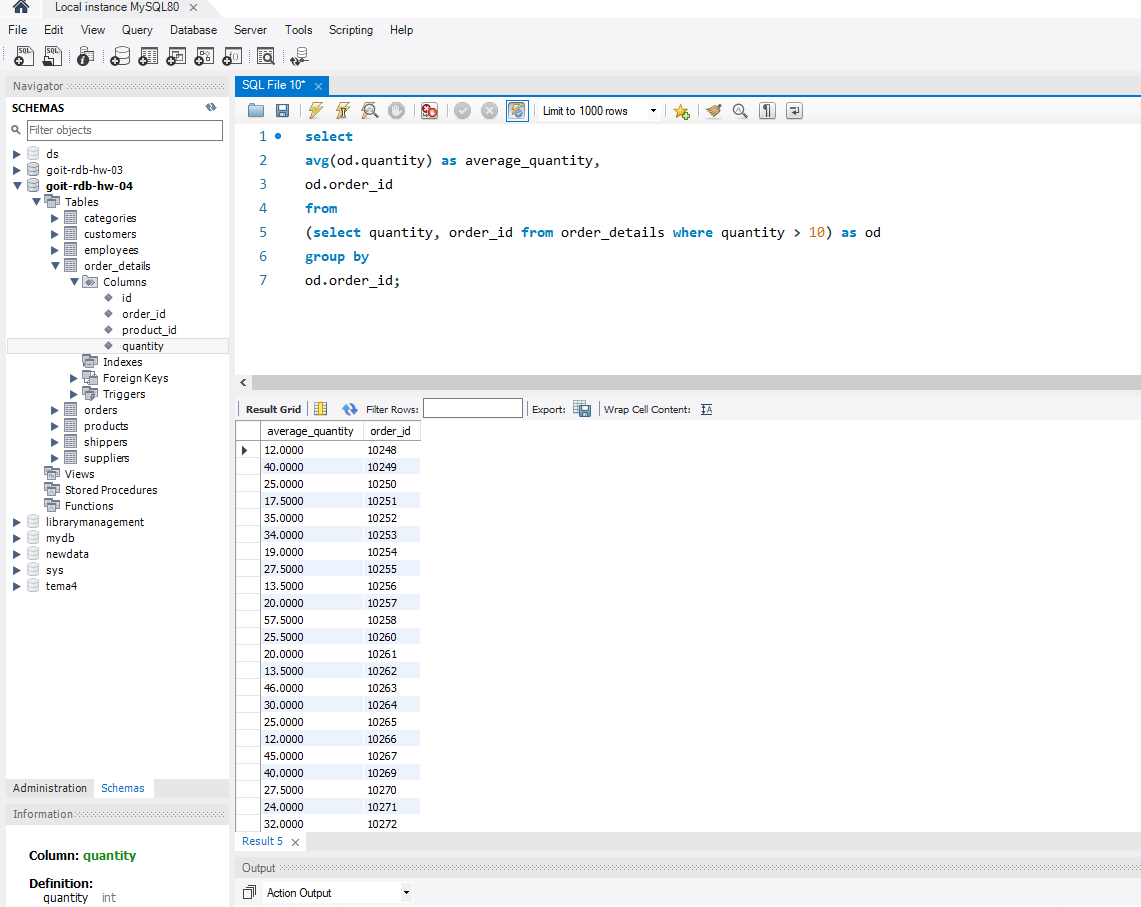 Local instance MySQL80
File Edit View Query Database Server Tools Scripting Help
Navigator
SCHEMAS
Filter objects
ds
goit-rdb-hw-03
goit-rdb-hw-04
Tables
categories
customers
employees
order_details
Columns
id
order_id
product_id
quantity
Indexes
Foreign Keys
Triggers
orders
products
shippers
suppliers
Views
Stored Procedures
Functions
librarymanagement
mydb
newdata
sys
tema4
Administration Schemas
Information
Column: quantity
Definition:
quantity int
SQL File 10*
Limit to 1000 rows
1 select
2 avg(od.quantity) as average_quantity,
3 od.order_id
4 from
5 (select quantity, order_id from order_details where quantity > 10) as od
6 group by
7 od.order_id;
Result Grid Filter Rows: Export: Wrap Cell Content:
average_quantity order_id
12.0000 10248
40.0000 10249
25.0000 10250
17.5000 10251
35.0000 10252
34.0000 10253
19.0000 10254
27.5000 10255
13.5000 10256
20.0000 10257
57.5000 10258
25.5000 10260
20.0000 10261
13.5000 10262
46.0000 10263
30.0000 10264
25.0000 10265
12.0000 10266
45.0000 10267
40.0000 10269
27.5000 10270
24.0000 10271
32.0000 10272
Result 5
Output
Action Output